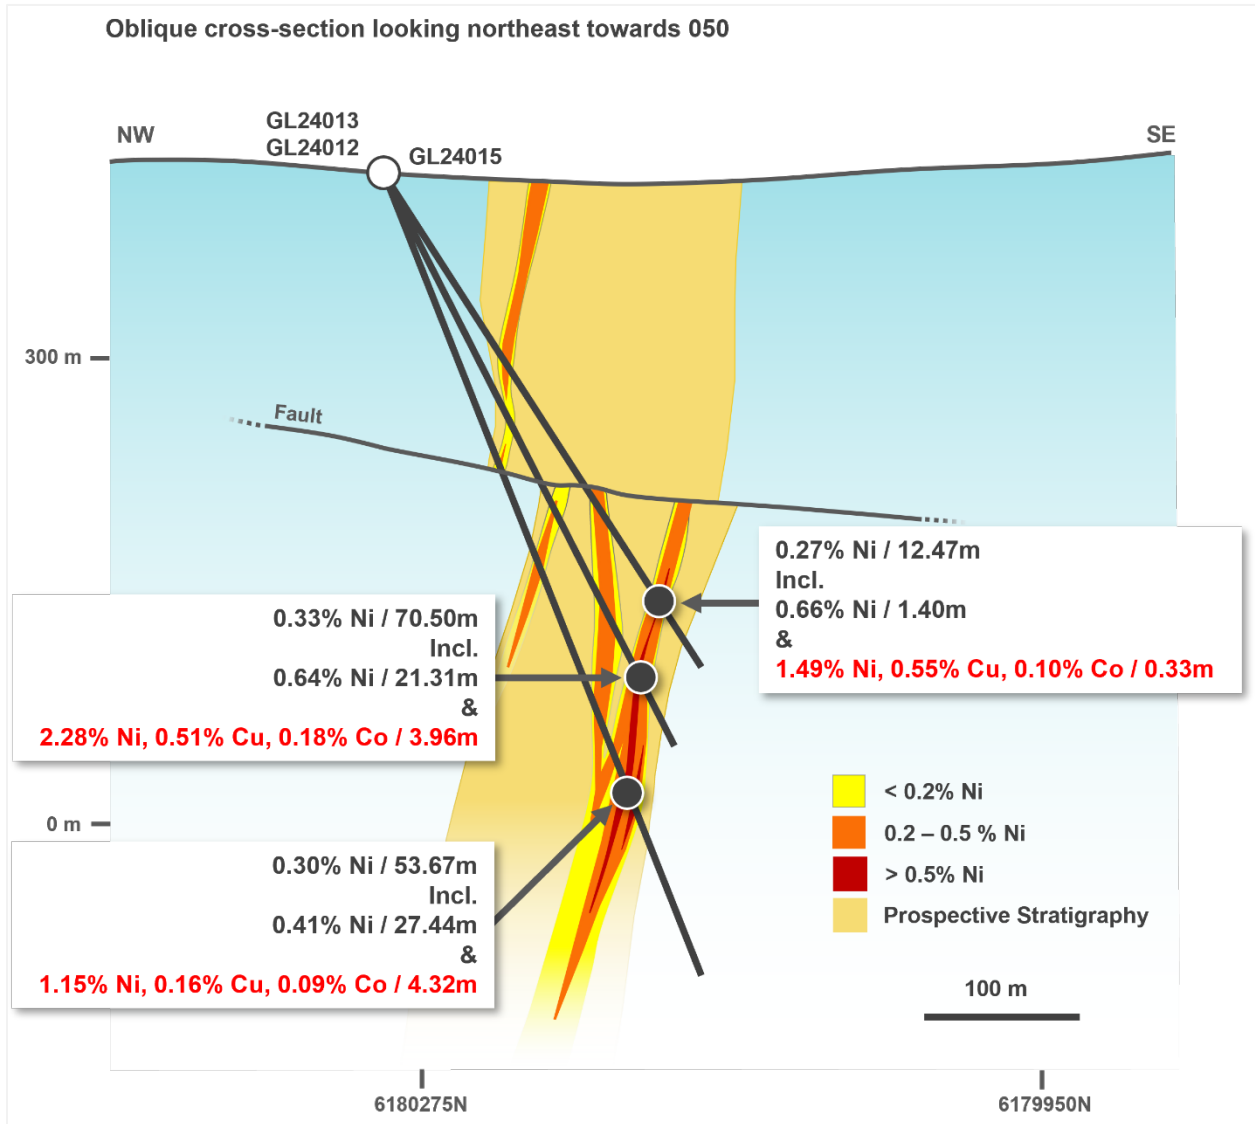 Oblique cross-section looking northeast towards 050
NW
GL24013
GL24012
GL24015
SE
300 m
Fault
0.27% Ni / 12.47m
Incl.
0.66% Ni / 1.40m
&
1.49% Ni, 0.55% Cu, 0.10% Co / 0.33m
0.33% Ni / 70.50m
Incl.
0.64% Ni / 21.31m
&
2.28% Ni, 0.51% Cu, 0.18% Co / 3.96m
0 m
< 0.2% Ni
0.2 – 0.5 % Ni
> 0.5% Ni
Prospective Stratigraphy
0.30% Ni / 53.67m
Incl.
0.41% Ni / 27.44m
&
1.15% Ni, 0.16% Cu, 0.09% Co / 4.32m
100 m
6180275N
6179950N